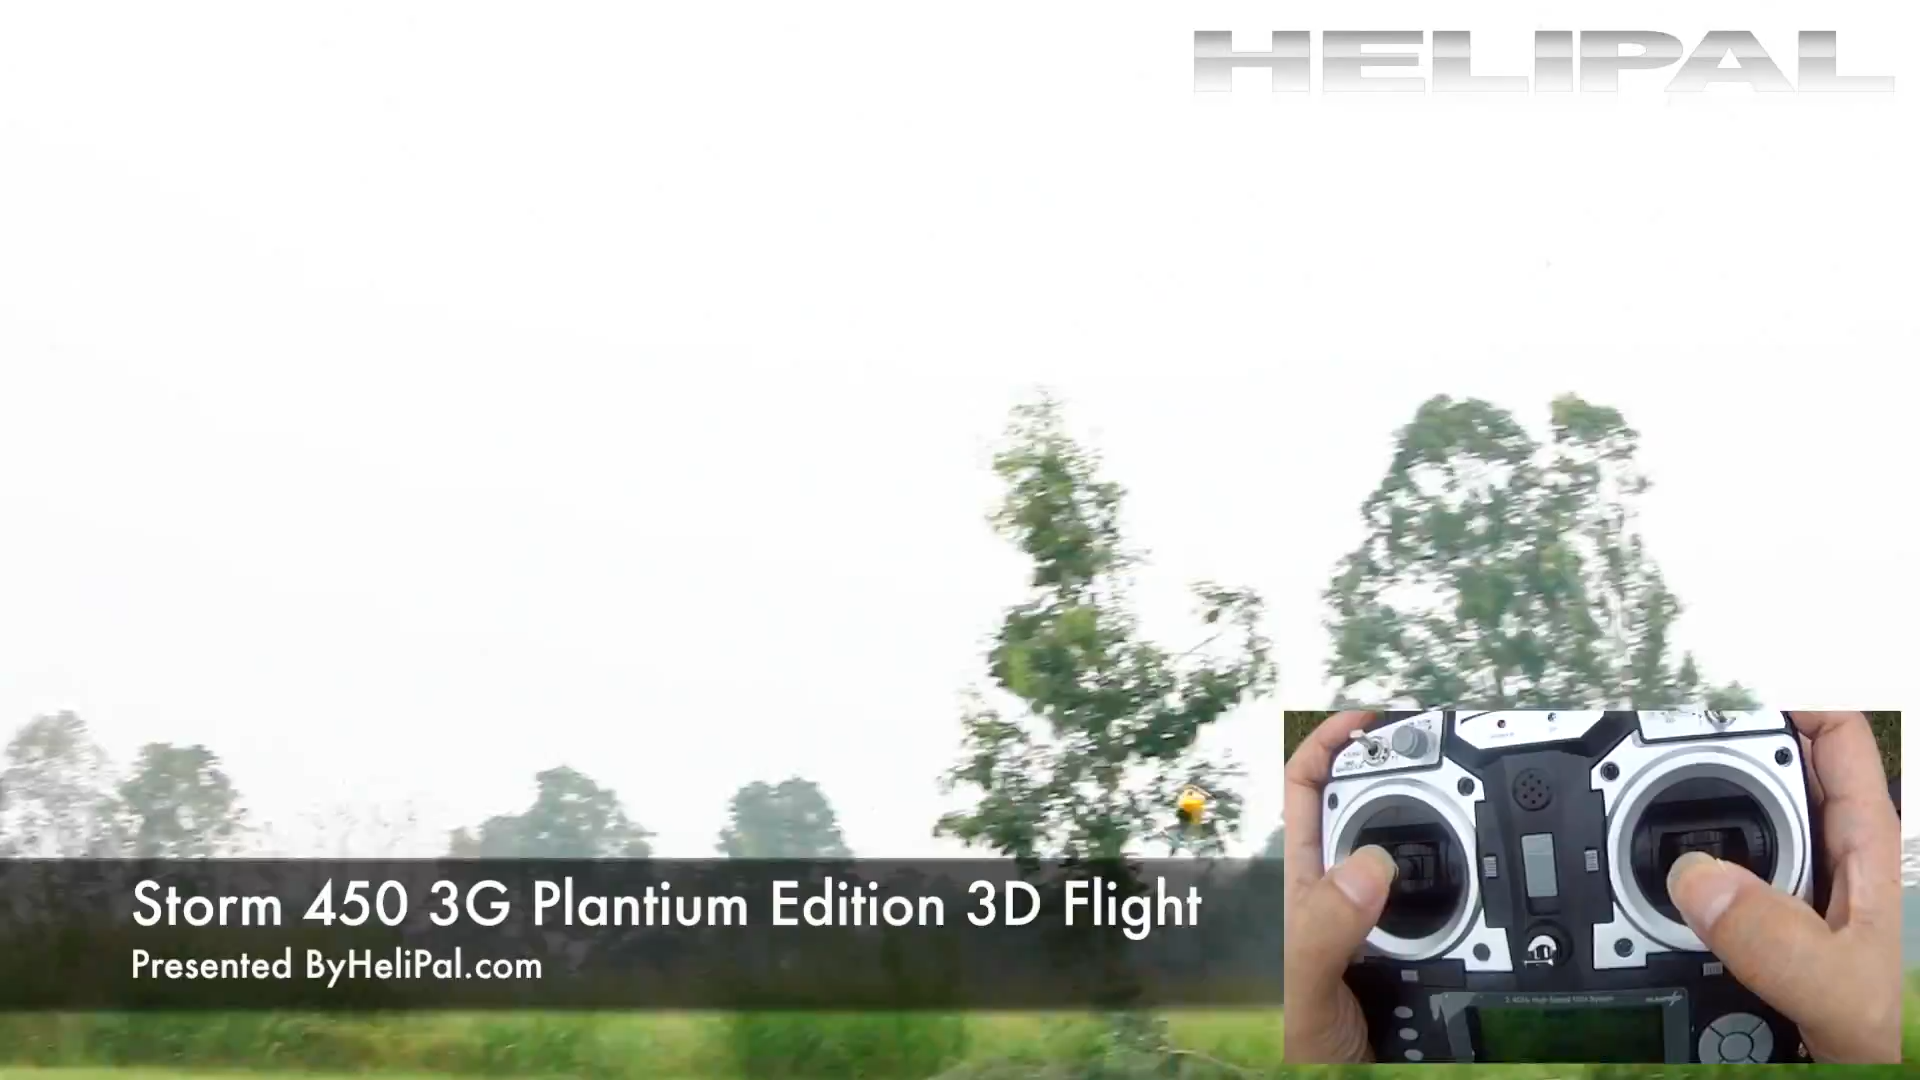 HELIPAL
Storm 450 3G Plantium Edition 3D Flight
Presented ByHeliPal.com